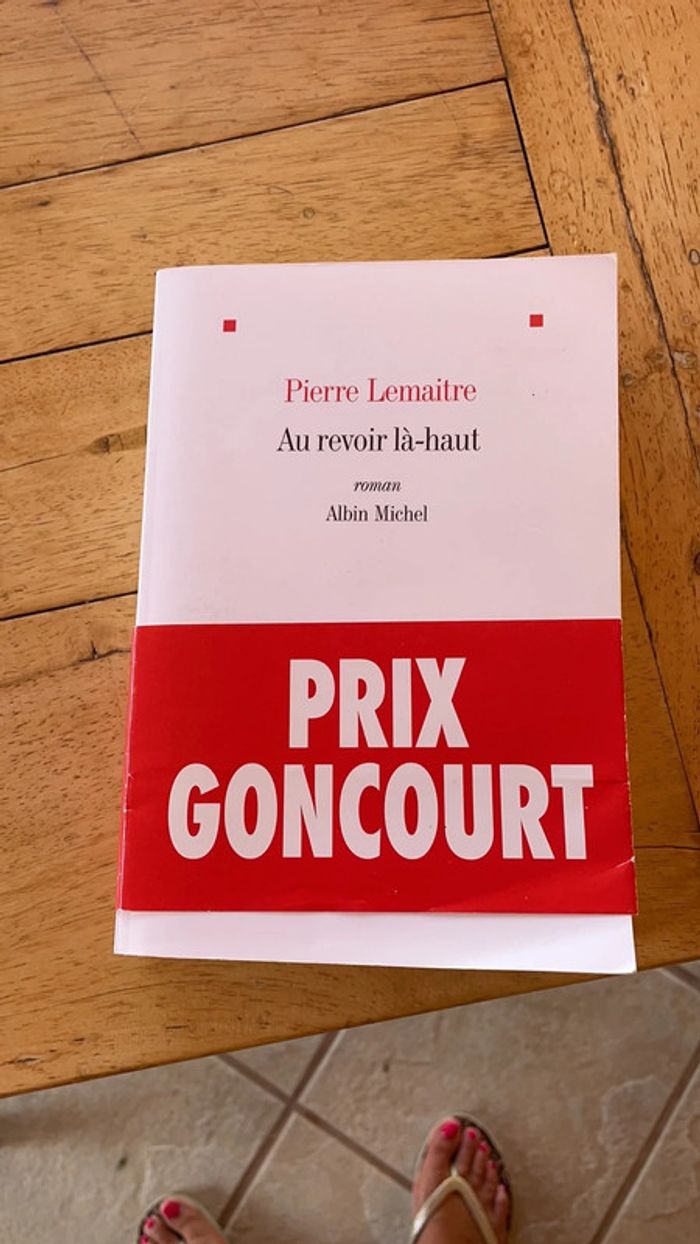 Pierre Lemaitre
Au revoir là-haut
roman
Albin Michel
PRIX
GONCOURT